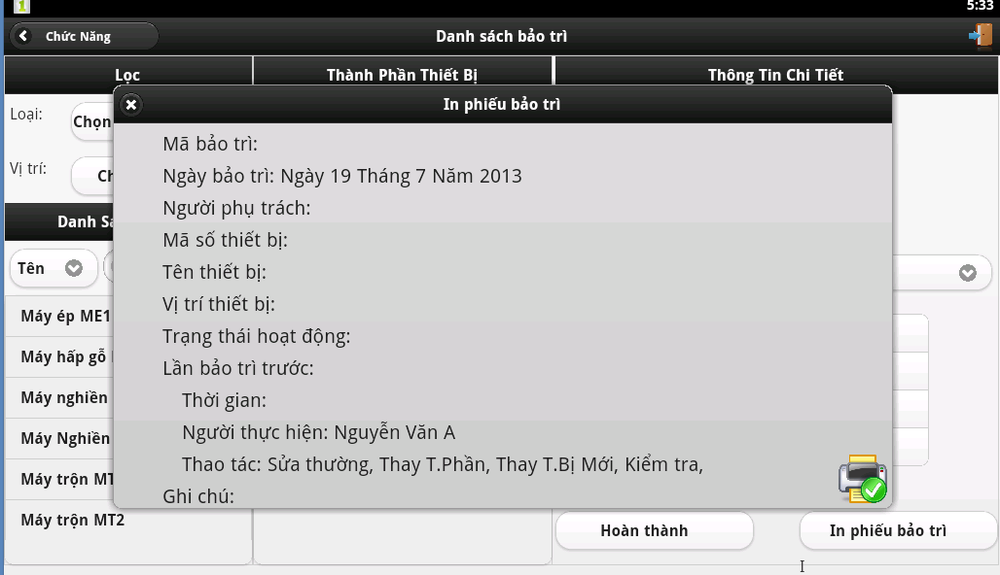 5:33
Chức Năng
Danh sách bảo trì
Lọc
Thành Phần Thiết Bị
Thông Tin Chi Tiết
Loại:
Chọn
Vị trí:
In phiếu bảo trì
Mã bảo trì:
Ngày bảo trì: Ngày 19 Tháng 7 Năm 2013
Người phụ trách:
Mã số thiết bị:
Tên thiết bị:
Vị trí thiết bị:
Trạng thái hoạt động:
Lần bảo trì trước:
Thời gian:
Người thực hiện: Nguyễn Văn A
Thao tác: Sửa thường, Thay T.Phần, Thay T.Bị Mới, Kiểm tra,
Ghi chú:
Danh
Tên
Máy ép ME1
Máy hấp gỗ
Máy nghiền
Máy Nghiền
Máy trộn MT
Máy trộn MT2
Hoàn thành
In phiếu bảo trì